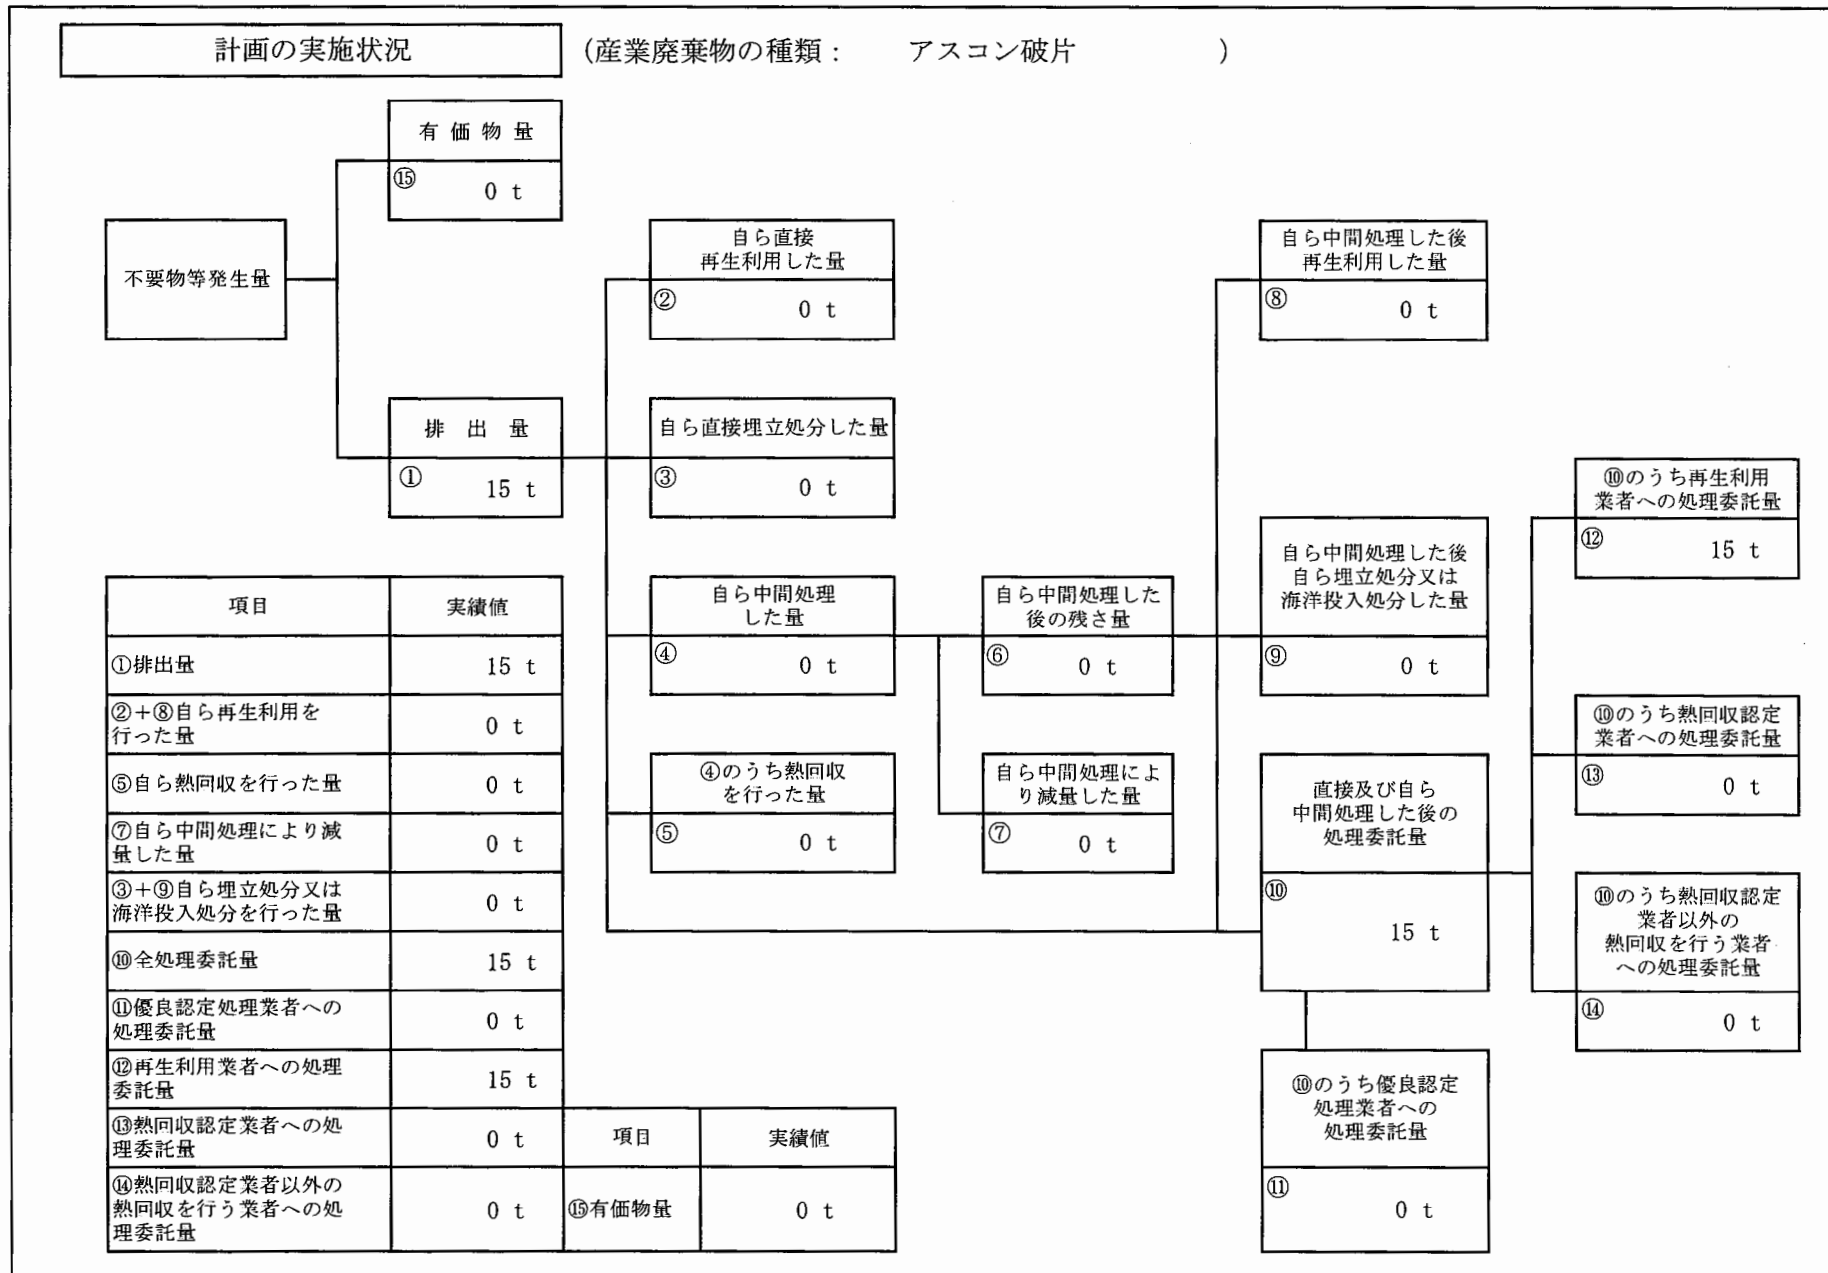 計画の実施状況 (産業廃棄物の種類: アスコン破片 )
有価物量
⑮ 0 t
不要物等発生量
排出量
① 15 t
自ら直接
再生利用した量
② 0 t
自ら直接埋立処分した量
③ 0 t
自ら中間処理
した量
④ 0 t
④のうち熱回収
を行った量
⑤ 0 t
自ら中間処理した
後の残さ量
⑥ 0 t
自ら中間処理によ
り減量した量
⑦ 0 t
自ら中間処理した後
再生利用した量
⑧ 0 t
自ら中間処理した後
自ら埋立処分又は
海洋投入処分した量
⑨ 0 t
直接及び自ら
中間処理した後の
処理委託量
⑩
15 t
⑩のうち優良認定
処理業者への
処理委託量
⑪ 0 t
⑩のうち再生利用
業者への処理委託量
⑫ 15 t
⑩のうち熱回収認定
業者への処理委託量
⑬ 0 t
⑩のうち熱回収認定
業者以外の
熱回収を行う業者
への処理委託量
⑭ 0 t
項目 実績値
①排出量 15 t
②+⑧自ら再生利用を
行った量 0 t
⑤自ら熱回収を行った量 0 t
⑦自ら中間処理により減
量した量 0 t
③+⑨自ら埋立処分又は
海洋投入処分を行った量 0 t
⑩全処理委託量 15 t
⑪優良認定処理業者への
処理委託量 0 t
⑫再生利用業者への処理
委託量 15 t
⑬熱回収認定業者への処
理委託量 0 t
⑭熱回収認定業者以外の
熱回収を行う業者への処
理委託量 0 t
項目 実績値
⑮有価物量 0 t